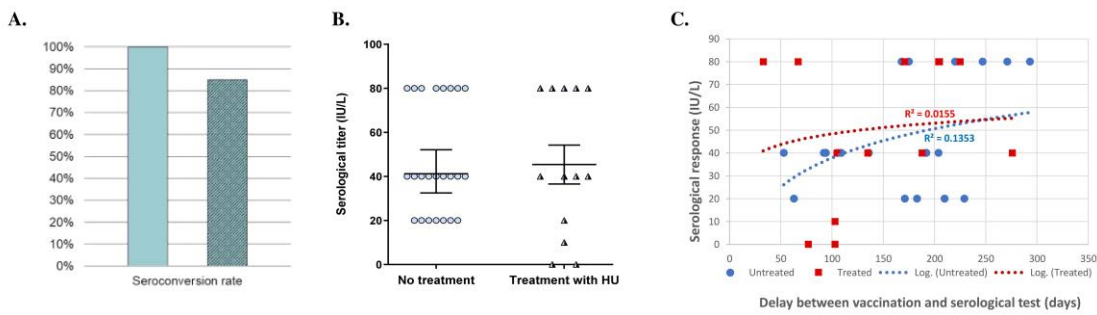 A.
100%
90%
80%
70%
60%
50%
40%
30%
20%
10%
0%
Seroconversion rate
B.
Serological titer (IU/L)
100
80
60
40
20
0
No treatment
Treatment with HU
C.
Serological response (IU/L)
90
80
70
60
50
40
30
20
10
0
R² = 0.0155
R² = 0.1353
0
50
100
150
200
250
300
350
Untreated
Treated
Log. (Untreated)
Log. (Treated)
Delay between vaccination and serological test (days)